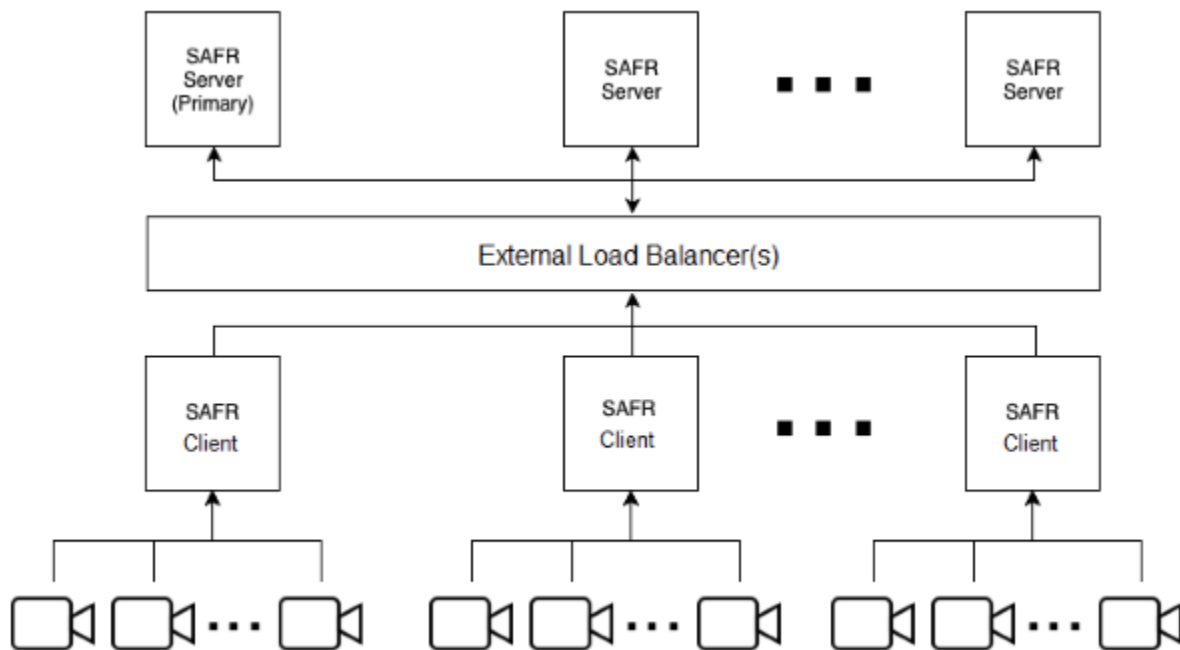 SAFR
Server
(Primary)
SAFR
Server
SAFR
Server
External Load Balancer(s)
SAFR
Client
SAFR
Client
SAFR
Client